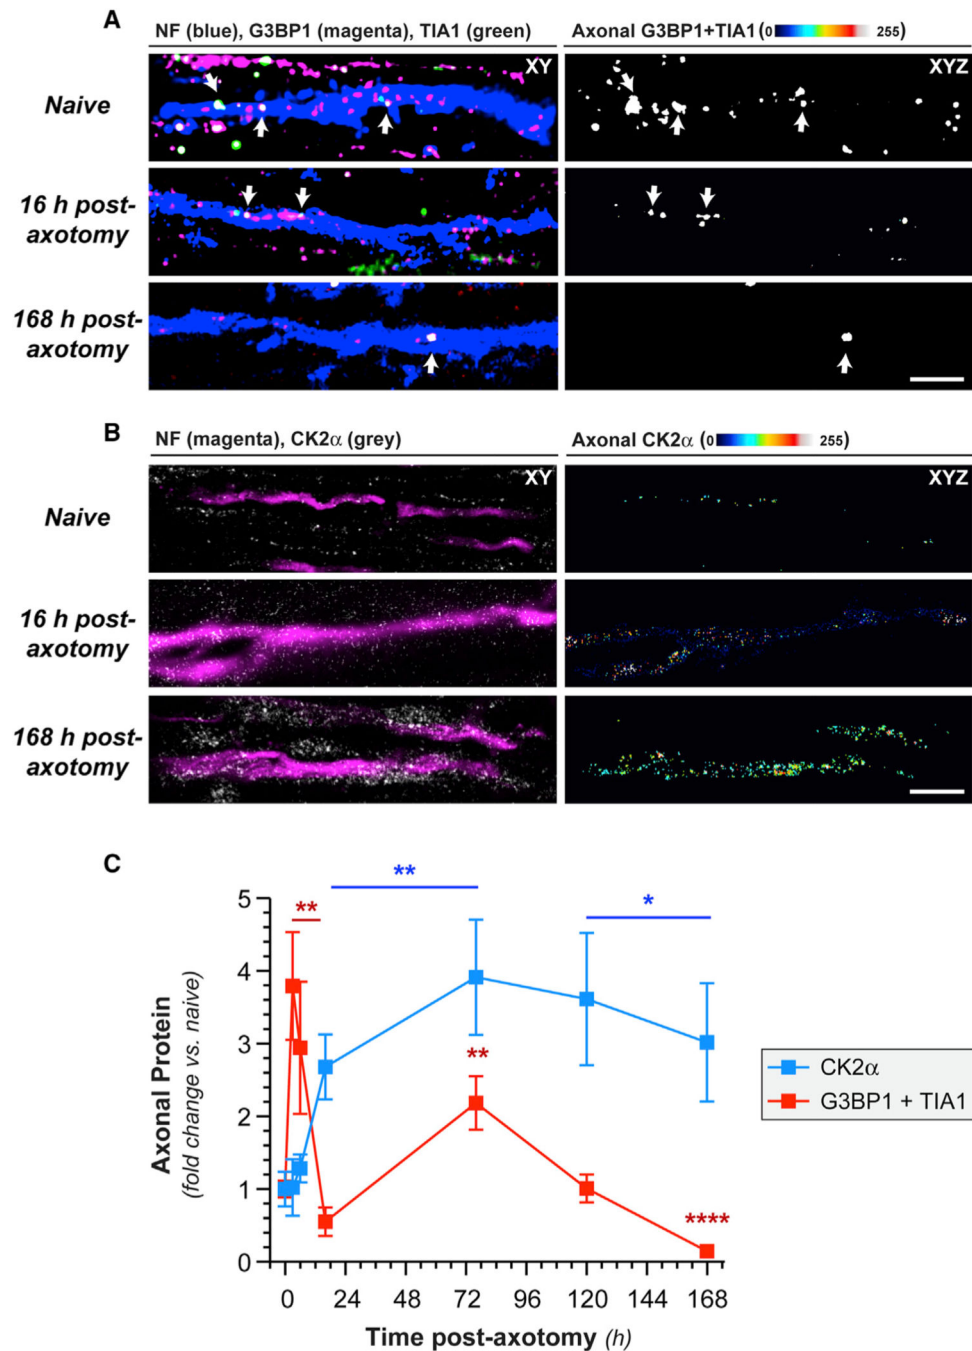 A
NF (blue), G3BP1 (magenta), TIA1 (green)
Axonal G3BP1+TIA1 (0 255)
Naive
XY
XYZ
16 h post-
axotomy
168 h post-
axotomy
B
NF (magenta), CK2α (grey)
Axonal CK2α (0 255)
Naive
XY
XYZ
16 h post-
axotomy
168 h post-
axotomy
C
Axonal Protein
(fold change vs. naive)
5
4
3
2
1
0
**
**
*
**
****
CK2α
G3BP1 + TIA1
0 24 48 72 96 120 144 168
Time post-axotomy (h)